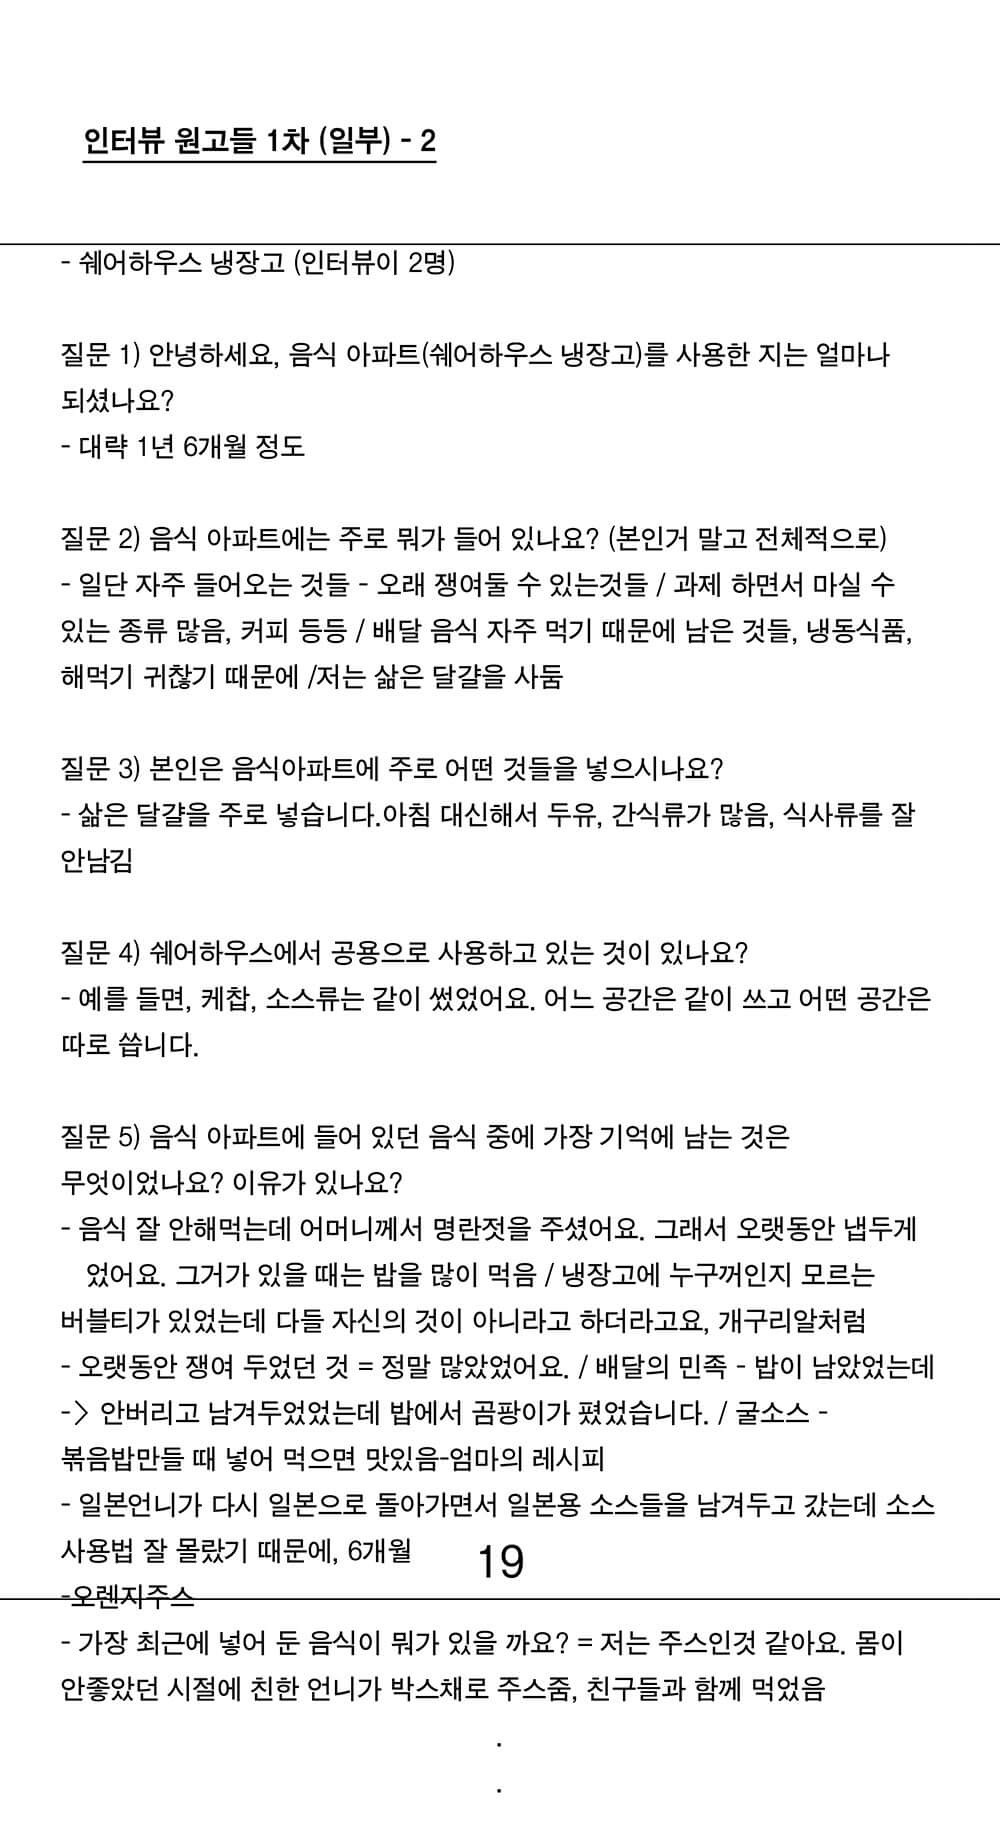 인터뷰 원고들 1차 (일부) - 2
- 쉐어하우스 냉장고 (인터뷰이 2명)
질문 1) 안녕하세요, 음식 아파트(쉐어하우스 냉장고)를 사용한 지는 얼마나
되셨나요?
- 대략 1년 6개월 정도
질문 2) 음식 아파트에는 주로 뭐가 들어 있나요? (본인거 말고 전체적으로)
- 일단 자주 들어오는 것들 - 오래 쟁여둘 수 있는것들 / 과제 하면서 마실 수
있는 종류 많음, 커피 등등 / 배달 음식 자주 먹기 때문에 남은 것들, 냉동식품,
해먹기 귀찮기 때문에 /저는 삶은 달걀을 사둠
질문 3) 본인은 음식아파트에 주로 어떤 것들을 넣으시나요?
- 삶은 달걀을 주로 넣습니다.아침 대신해서 두유, 간식류가 많음, 식사류를 잘
안남김
질문 4) 쉐어하우스에서 공용으로 사용하고 있는 것이 있나요?
- 예를 들면, 케찹, 소스류는 같이 썼었어요. 어느 공간은 같이 쓰고 어떤 공간은
따로 씁니다.
질문 5) 음식 아파트에 들어 있던 음식 중에 가장 기억에 남는 것은
무엇이었나요? 이유가 있나요?
- 음식 잘 안해먹는데 어머니께서 명란젓을 주셨어요. 그래서 오랫동안 냅두게
었어요. 그거가 있을 때는 밥을 많이 먹음 / 냉장고에 누구꺼인지 모르는
버블티가 있었는데 다들 자신의 것이 아니라고 하더라고요, 개구리알처럼
- 오랫동안 쟁여 두었던 것 = 정말 많았었어요. / 배달의 민족 - 밥이 남았었는데
-> 안버리고 남겨두었었는데 밥에서 곰팡이가 폈었습니다. / 굴소스 -
볶음밥만들 때 넣어 먹으면 맛있음-엄마의 레시피
- 일본언니가 다시 일본으로 돌아가면서 일본용 소스들을 남겨두고 갔는데 소스
사용법 잘 몰랐기 때문에, 6개월
19
-오렌지주스
- 가장 최근에 넣어 둔 음식이 뭐가 있을 까요? = 저는 주스인것 같아요. 몸이
안좋았던 시절에 친한 언니가 박스채로 주스줌, 친구들과 함께 먹었음
.
.